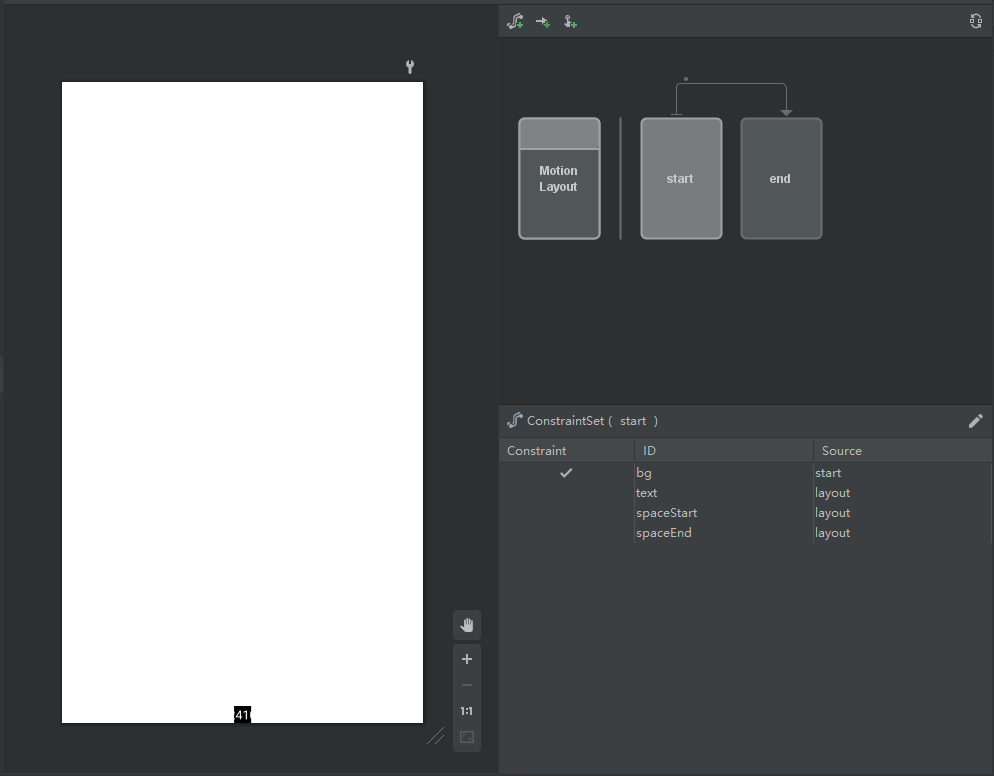 Motion
Layout
start
end
ConstraintSet ( start )
Constraint ID Source
bg start
text layout
spaceStart layout
spaceEnd layout
1:1